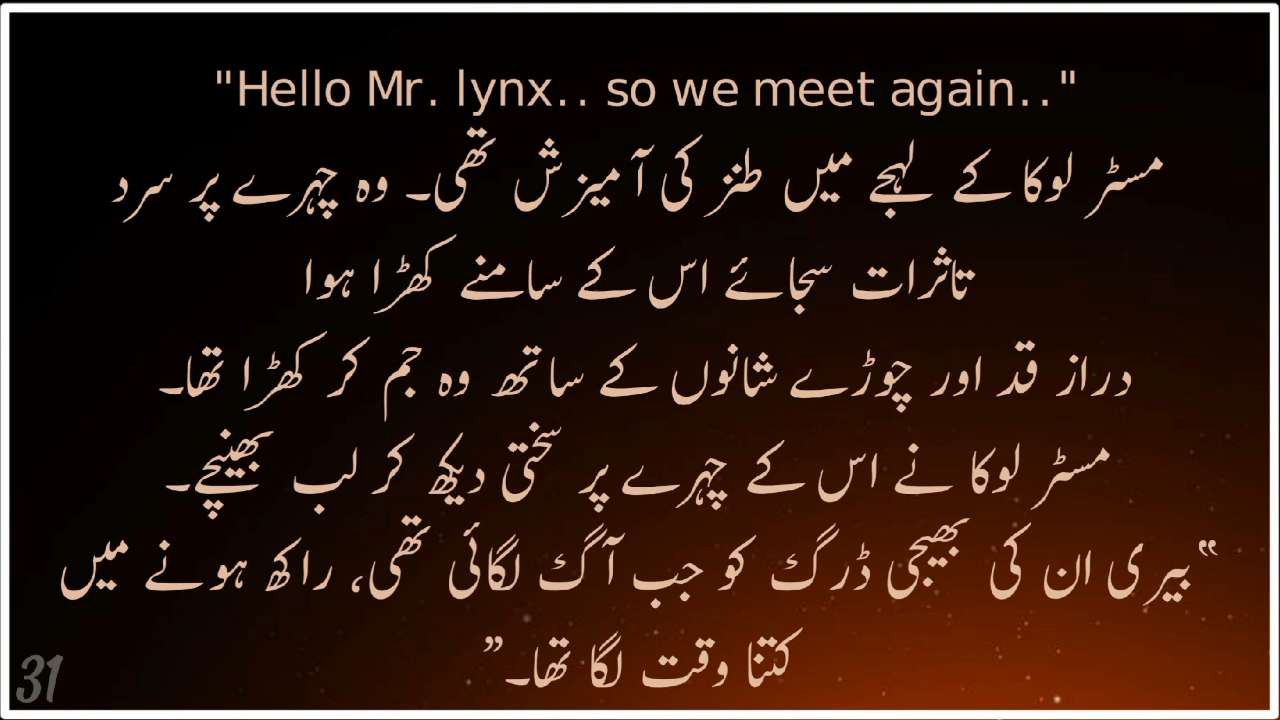 "Hello Mr. lynx.. so we meet again.."
مسٹر لوکا کے لہجے میں طنز کی آمیزش تھی۔ وہ چہرے پر سرد
تاثرات سجائے اس کے سامنے کھڑا ہوا
دراز قد اور چوڑے شانوں کے ساتھ وہ جم کر کھڑا تھا۔
مسٹر لوکا نے اس کے چہرے پر سختی دیکھ کر لب بھینچے۔
“بیری ان کی بھیجی ڈرگ کو جب آگ لگائی تھی، راکھ ہونے میں
کتنا وقت لگا تھا۔”
31